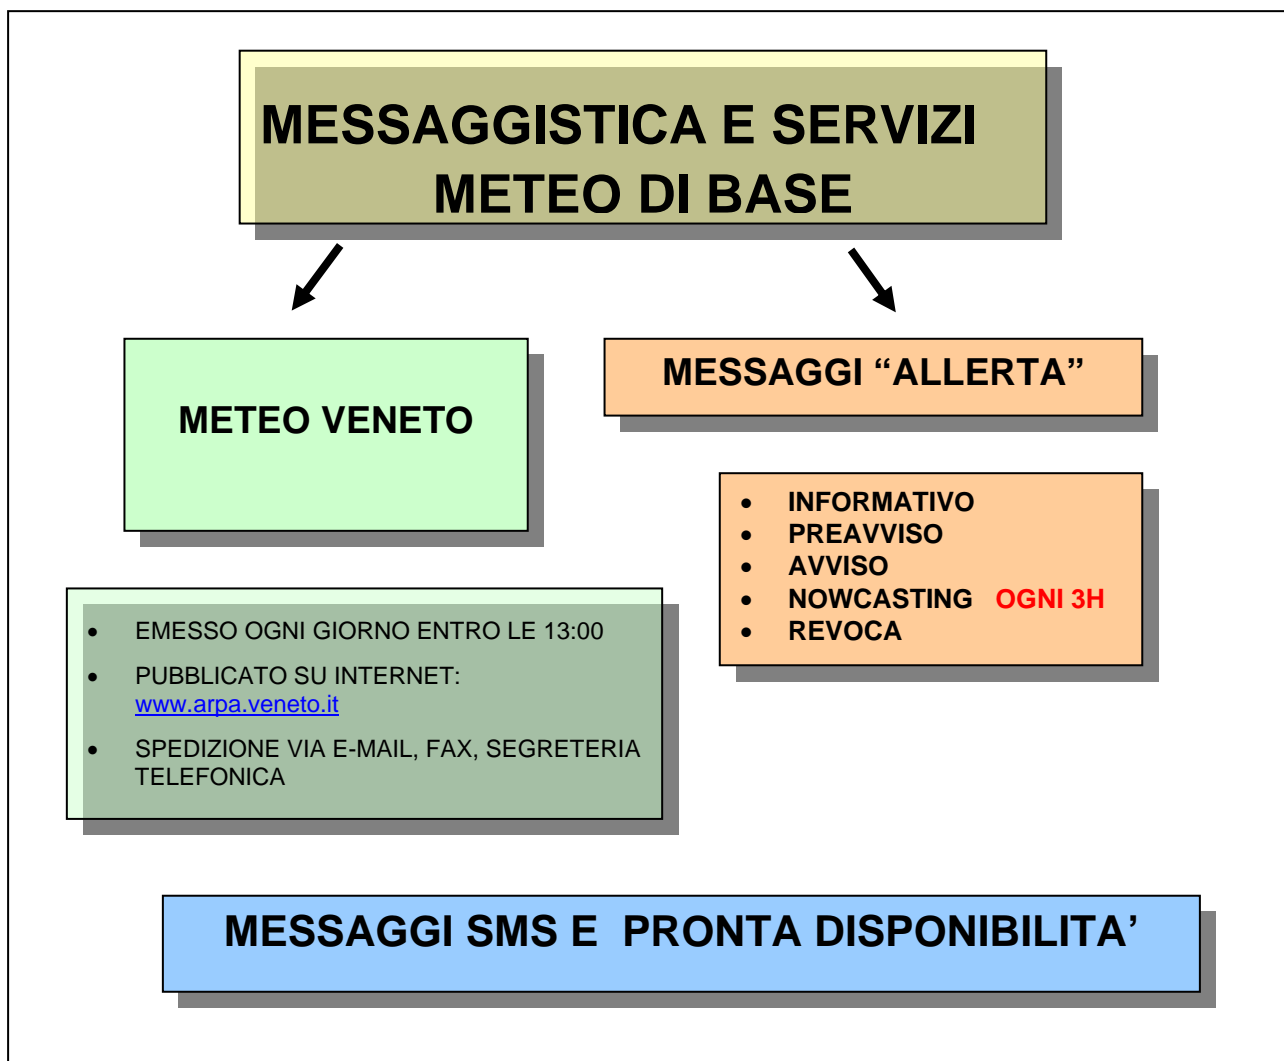 MESSAGGISTICA E SERVIZI
METEO DI BASE
METEO VENETO
MESSAGGI “ALLERTA”
• INFORMATIVO
• PREAVVISO
• AVVISO
• NOWCASTING OGNI 3H
• REVOCA
• EMESSO OGNI GIORNO ENTRO LE 13:00
• PUBBLICATO SU INTERNET:
www.arpa.veneto.it
• SPEDIZIONE VIA E-MAIL, FAX, SEGRETERIA
TELEFONICA
MESSAGGI SMS E PRONTA DISPONIBILITA’